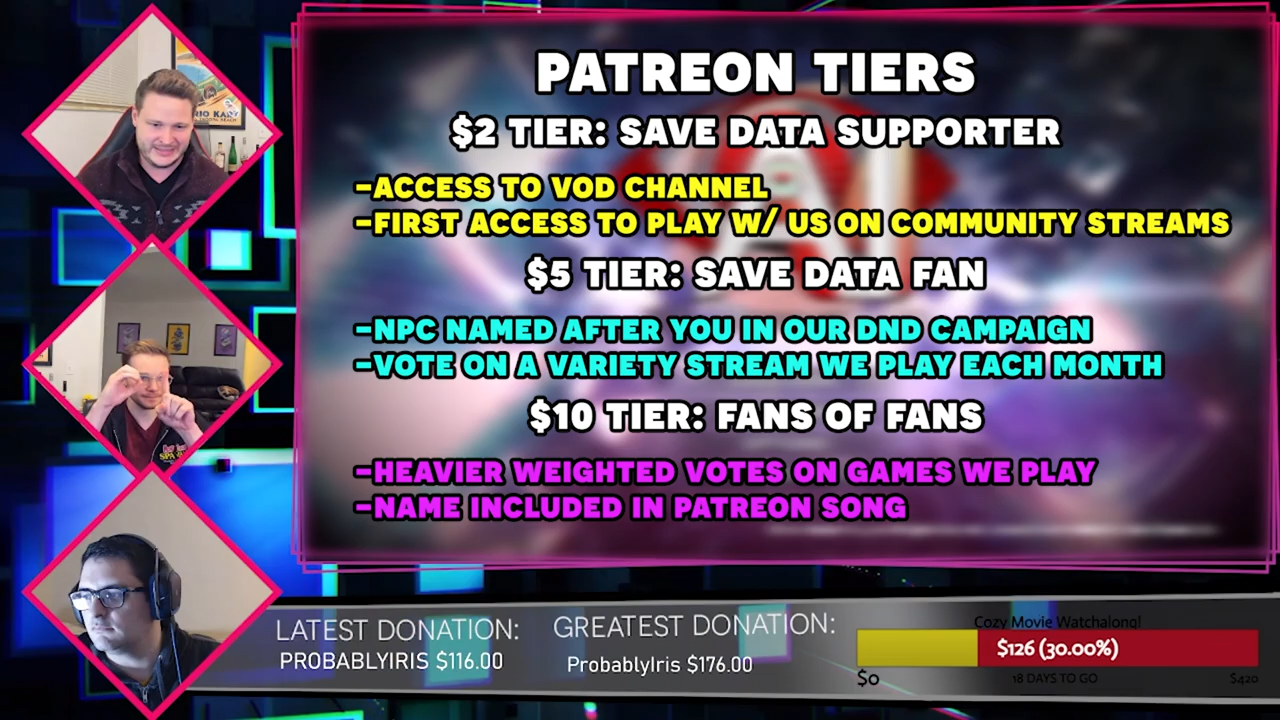 PATREON TIERS
$2 TIER: SAVE DATA SUPPORTER
-ACCESS TO VOD CHANNEL
-FIRST ACCESS TO PLAY W/ US ON COMMUNITY STREAMS
$5 TIER: SAVE DATA FAN
-NPC NAMED AFTER YOU IN OUR DND CAMPAIGN
-VOTE ON A VARIETY STREAM WE PLAY EACH MONTH
$10 TIER: FANS OF FANS
-HEAVIER WEIGHTED VOTES ON GAMES WE PLAY
-NAME INCLUDED IN PATREON SONG
LATEST DONATION:
PROBABLYIRIS $116.00
GREATEST DONATION:
ProbablyIris $176.00
Cozy Movie Watchalong!
$126 (30.00%)
$0
18 DAYS TO GO
$420